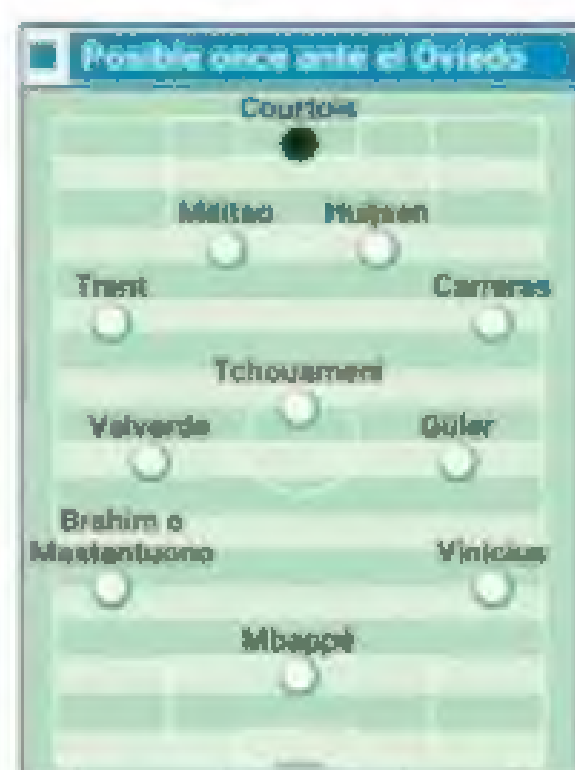 Posible once ante el Oviedo
Courtois
Militao Huijsen
Trent Carreras
Tchouameni
Valverde Guler
Brahim o
Mastantuono Vinicius
Mbappé